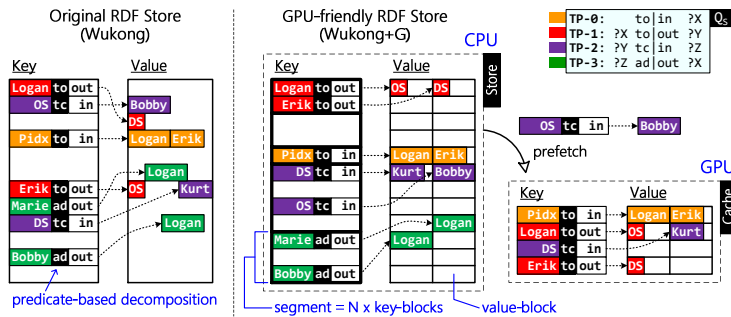 Original RDF Store
(Wukong)
Key Value
Logan to out
OS tc in
Bobby
DS
Pidx to in
Logan Erik
Logan
Erik to out
OS
Kurt
Marie ad out
DS tc in
Logan
Bobby ad out
predicate-based decomposition
GPU-friendly RDF Store
(Wukong+G)
CPU
Store
Key Value
Logan to out
OS DS
Erik to out
Pidx to in
Logan Erik
DS tc in
Kurt Bobby
OS tc in
Logan
Marie ad out
Logan
Bobby ad out
segment = N x key-blocks
value-block
Qs
TP-0: to|in ?X
TP-1: ?X to|out ?Y
TP-2: ?Y tc|in ?Z
TP-3: ?Z ad|out ?X
OS tc in
Bobby
prefetch
GPU
Cache
Key Value
Pidx to in
Logan Erik
Logan to out
OS Kurt
DS tc in
Erik to out
DS